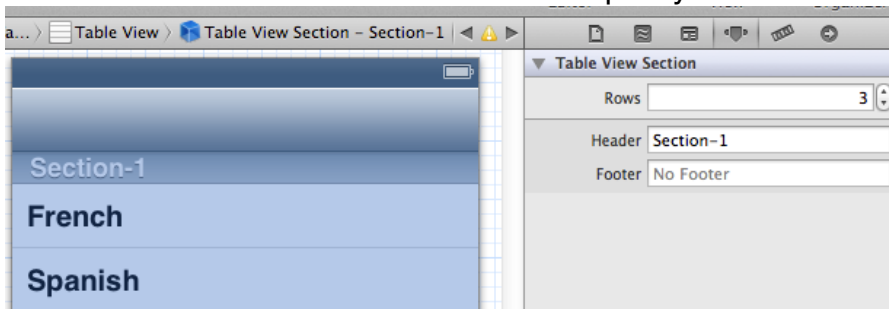 a... Table View Table View Section - Section-1
Table View Section
Rows 3
Header Section-1
Footer No Footer
Section-1
French
Spanish